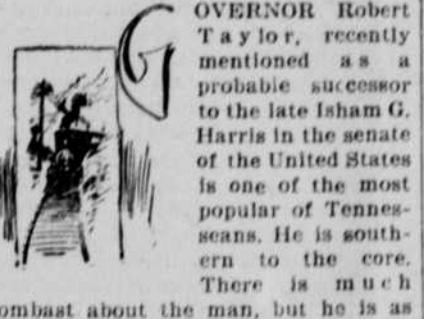 GOVERNOR Robert
Taylor, recently
mentioned as a
probable successor
to the late Isham G.
Harris in the senate
of the United States
is one of the most
popular of Tennes-
seans. He is south-
ern to the core.
There is much
ombast about the man, but he is as